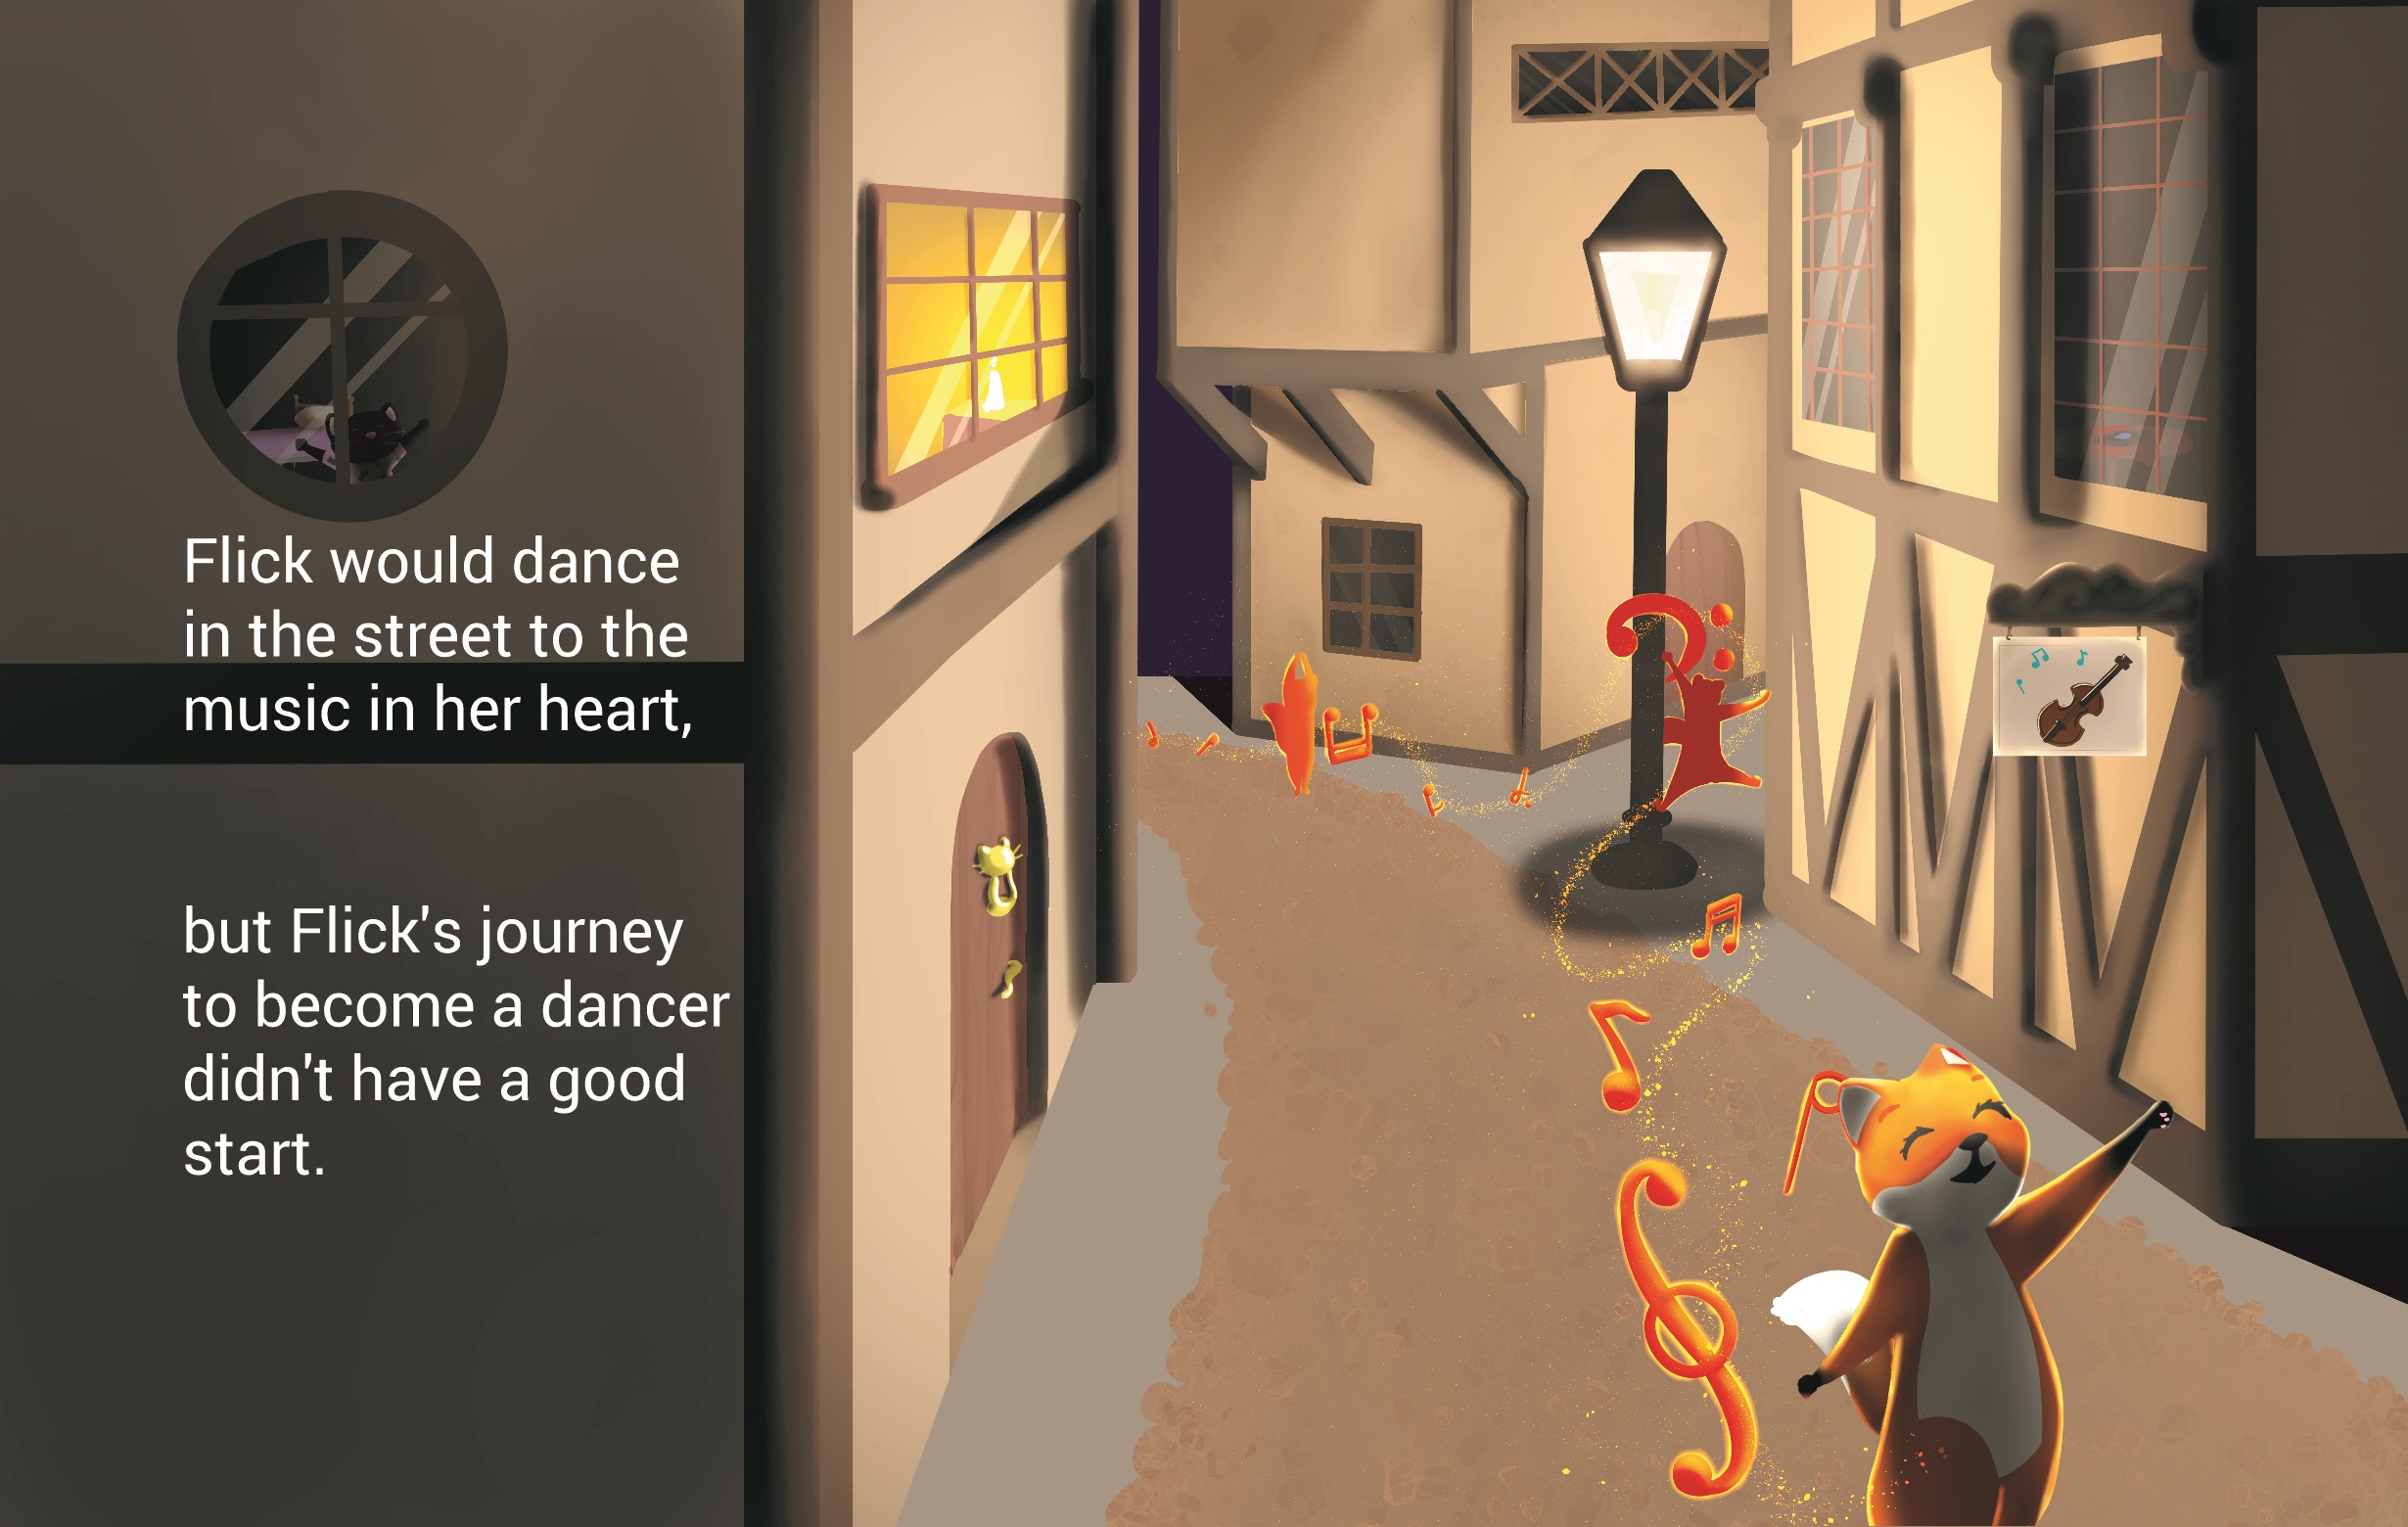 Flick would dance
in the street to the
music in her heart,
but Flick's journey
to become a dancer
didn't have a good
start.